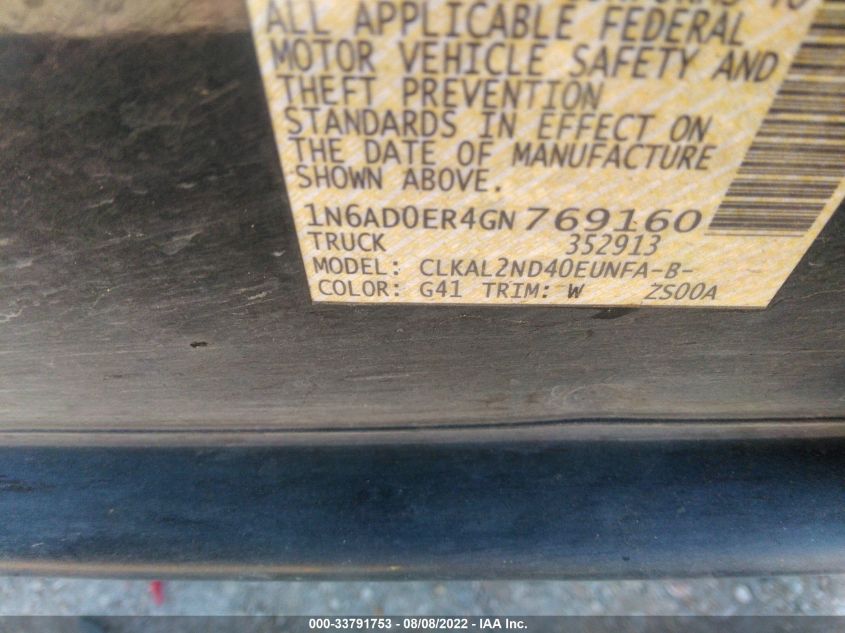 ALL APPLICABLE FEDERAL
MOTOR VEHICLE SAFETY AND
THEFT PREVENTION
STANDARDS IN EFFECT ON
THE DATE OF MANUFACTURE
SHOWN ABOVE.
1N6AD0ER4GN769160
TRUCK 352913
MODEL: CLKAL2ND40EUNFA-B-
COLOR: G41 TRIM: W ZS00A
000-33791753 - 08/08/2022 - IAA Inc.